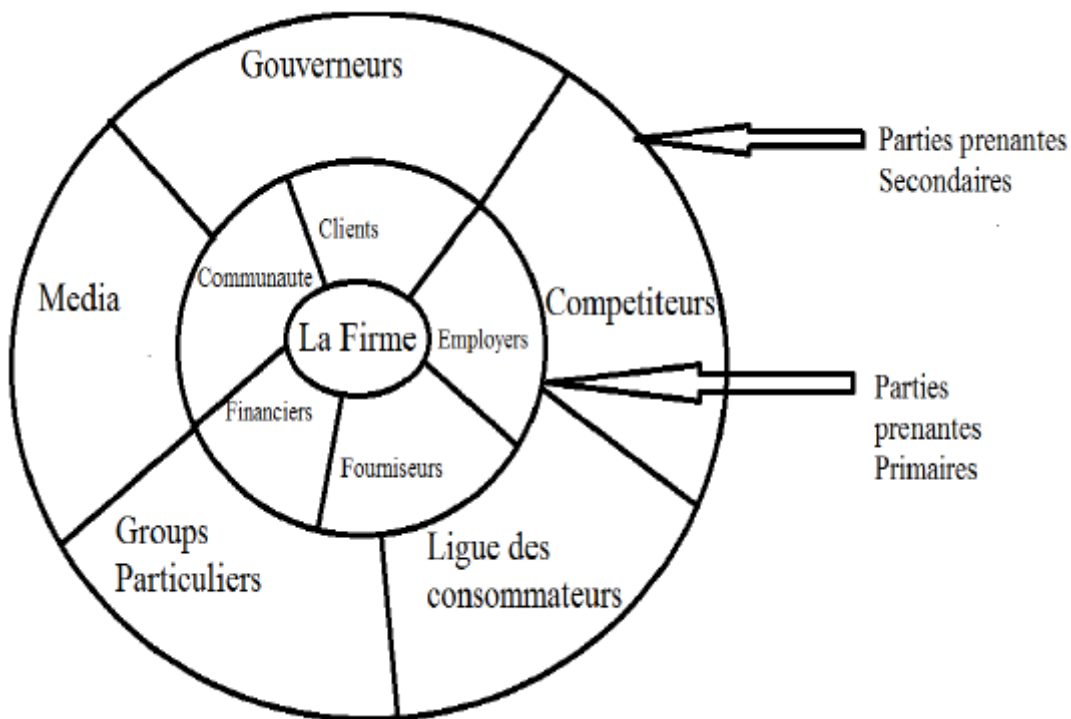 Gouverneurs
Parties prenantes
Secondaires
Clients
Communaute
Media
Competiteurs
La Firme
Employers
Parties
prenantes
Primaires
Financiers
Fourniseurs
Groups
Particuliers
Ligue des
consommateurs